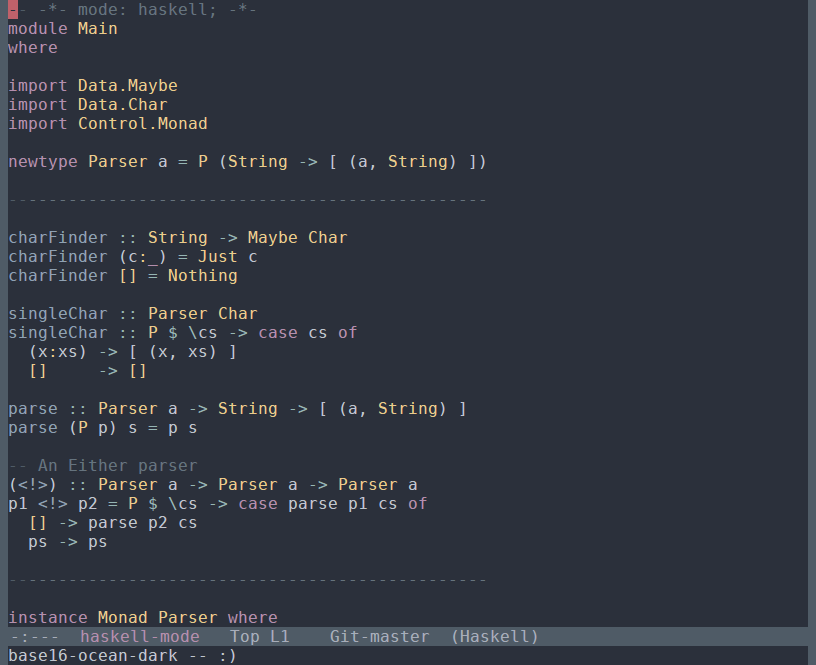 -- -*- mode: haskell; -*-
module Main
where

import Data.Maybe
import Data.Char
import Control.Monad

newtype Parser a = P (String -> [ (a, String) ])

------------------------------------------------

charFinder :: String -> Maybe Char
charFinder (c:_) = Just c
charFinder [] = Nothing

singleChar :: Parser Char
singleChar :: P $ \cs -> case cs of
  (x:xs) -> [ (x, xs) ]
  []     -> []

parse :: Parser a -> String -> [ (a, String) ]
parse (P p) s = p s

-- An Either parser
(<!>) :: Parser a -> Parser a -> Parser a
p1 <!> p2 = P $ \cs -> case parse p1 cs of
  [] -> parse p2 cs
  ps -> ps

------------------------------------------------

instance Monad Parser where
-:---  haskell-mode   Top L1    Git-master  (Haskell)
base16-ocean-dark -- :)